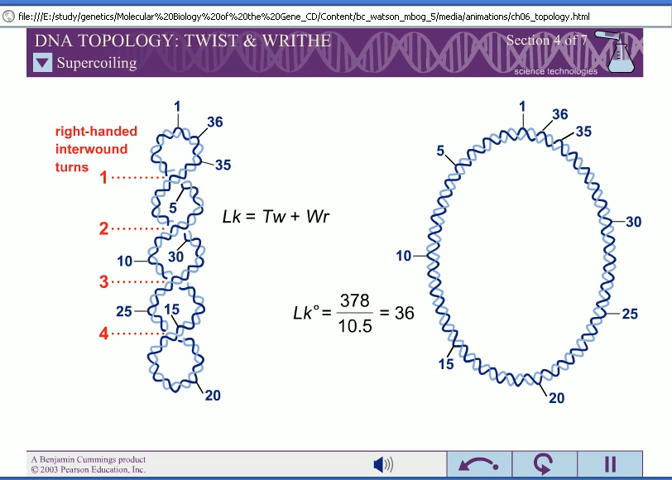 file:///E:/study/genetics/Molecular%20Biology%20of%20the%20Gene_CD/Content/bc_watson_mbog_5/media/animations/ch06_topology.html
DNA TOPOLOGY: TWIST & WRITHE
Section 4 of 7
Supercoiling
science technologies
right-handed
interwound
turns
1
36
35
1
5
2
30
10
3
25
15
4
20
Lk = Tw + Wr
Lk° = 378 / 10.5 = 36
1
36
35
5
30
10
25
15
20
A Benjamin Cummings product
© 2003 Pearson Education, Inc.